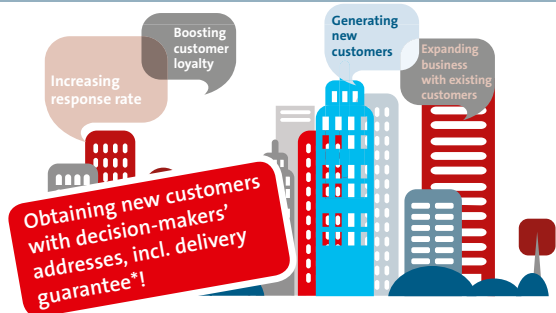 Increasing
response rate
Boosting
customer
loyalty
Generating
new
customers
Expanding
business
with existing
customers
Obtaining new customers
with decision-makers’
addresses, incl. delivery
guarantee*!